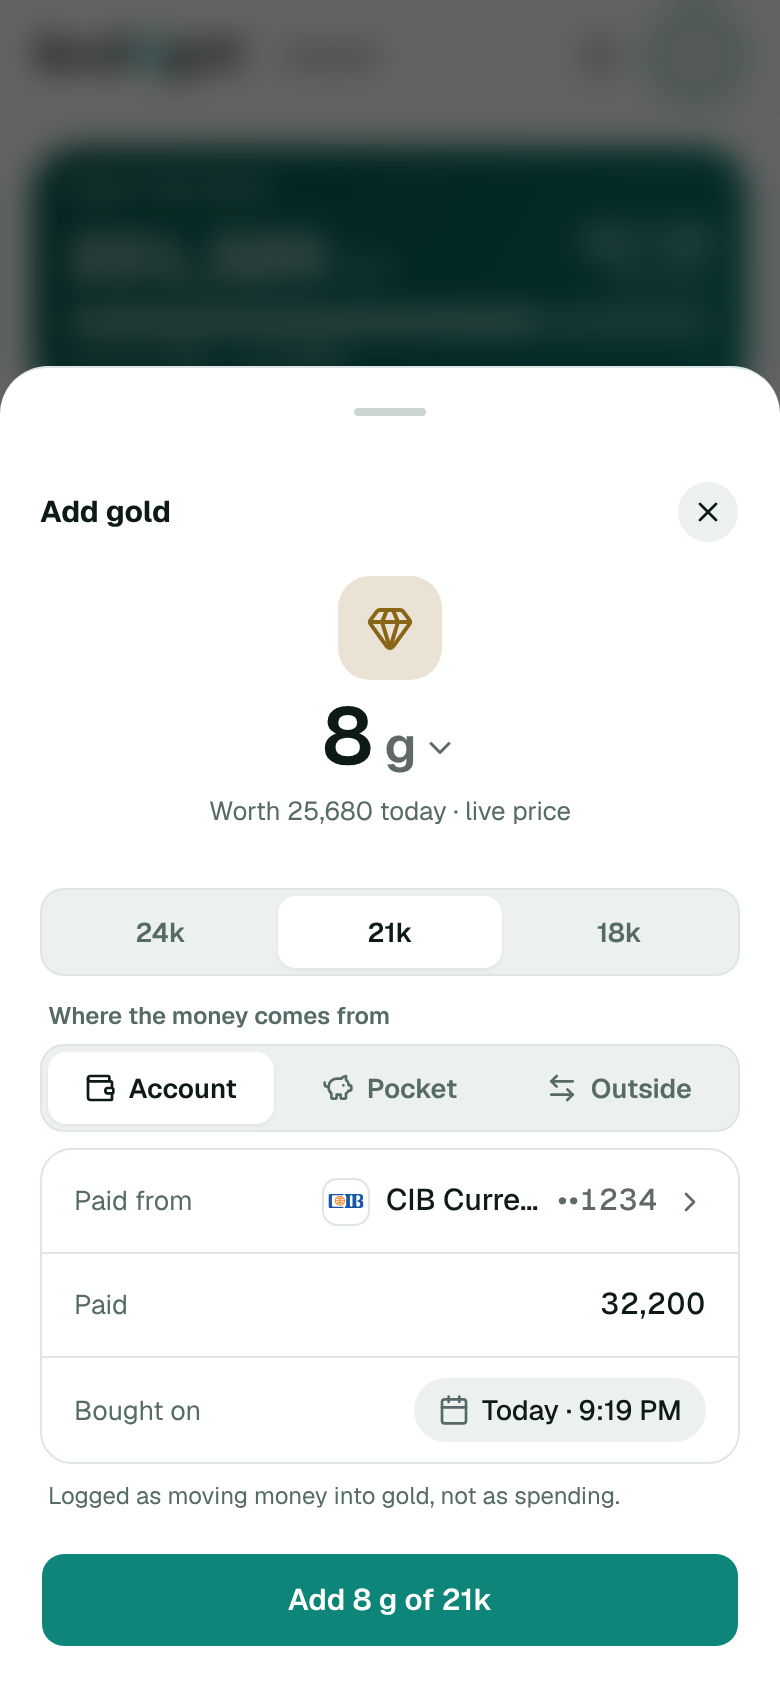 Add gold
8 g
Worth 25,680 today · live price
24k 21k 18k
Where the money comes from
Account Pocket Outside
Paid from CIB CIB Curre... ••1234
Paid 32,200
Bought on Today · 9:19 PM
Logged as moving money into gold, not as spending.
Add 8 g of 21k